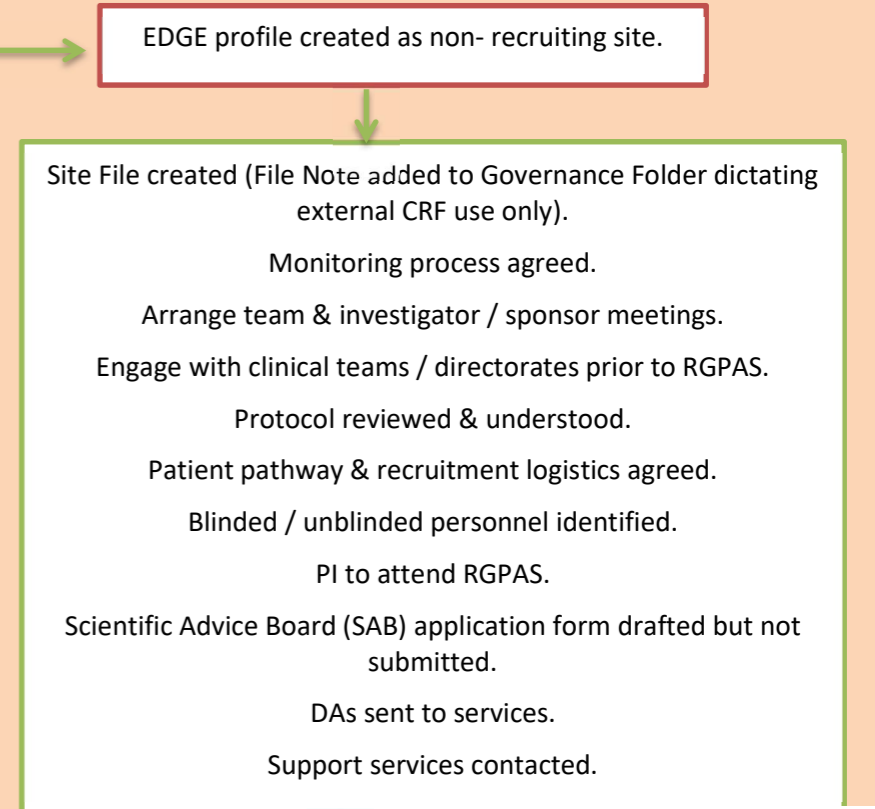 EDGE profile created as non- recruiting site.
Site File created (File Note added to Governance Folder dictating
external CRF use only).
Monitoring process agreed.
Arrange team & investigator / sponsor meetings.
Engage with clinical teams / directorates prior to RGPAS.
Protocol reviewed & understood.
Patient pathway & recruitment logistics agreed.
Blinded / unblinded personnel identified.
PI to attend RGPAS.
Scientific Advice Board (SAB) application form drafted but not
submitted.
DAs sent to services.
Support services contacted.